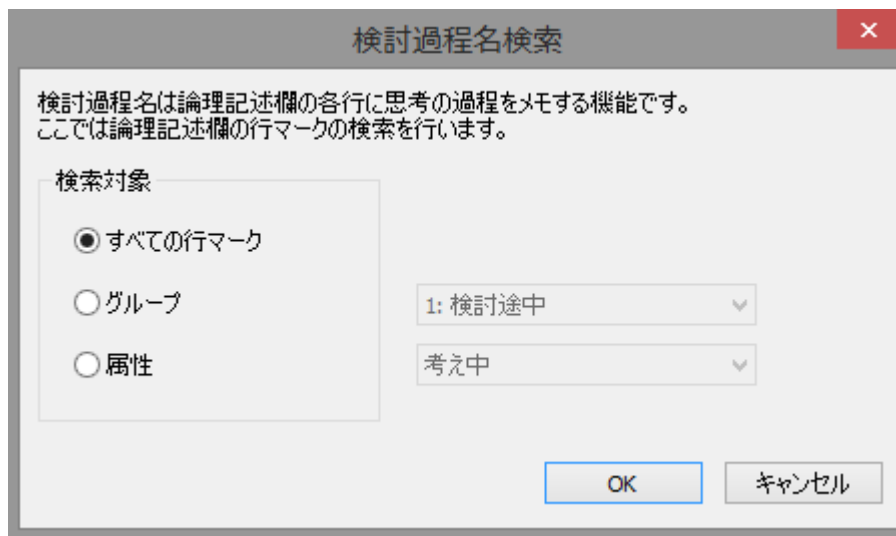 検討過程名検索
検討過程名は論理記述欄の各行に思考の過程をメモする機能です。
ここでは論理記述欄の行マークの検索を行います。
検索対象
すべての行マーク
グループ
1: 検討途中
属性
考え中
OK
キャンセル